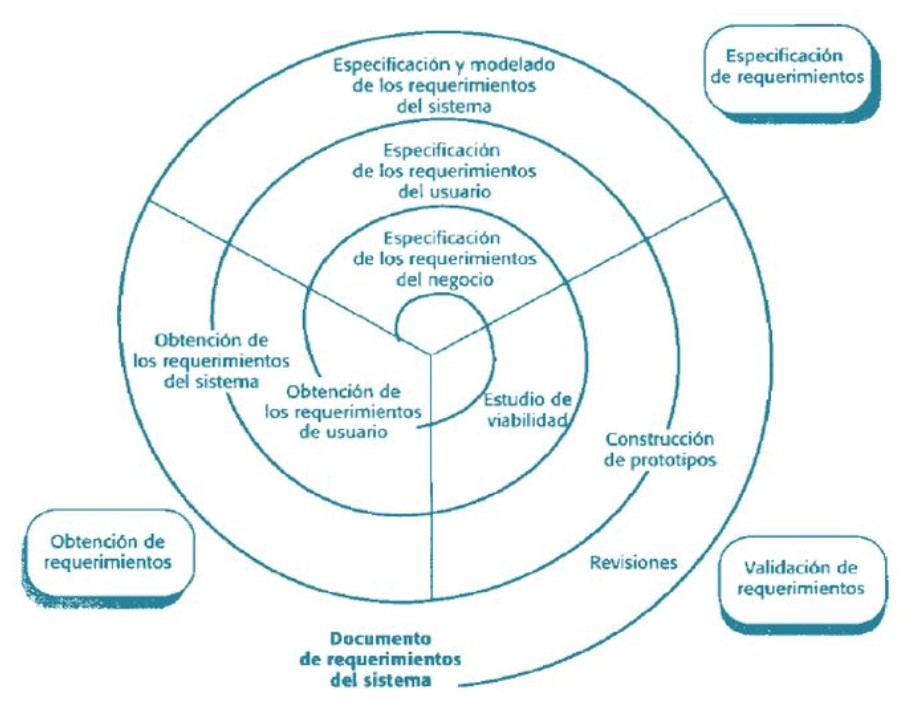 Especificación y modelado
de los requerimientos
del sistema
Especificación
de requerimientos
Especificación
de los requerimientos
del usuario
Especificación
de los requerimientos
del negocio
Obtención de
los requerimientos
del sistema
Obtención de
los requerimientos
de usuario
Estudio de
viabilidad
Construcción
de prototipos
Obtención de
requerimientos
Revisiones
Validación de
requerimientos
Documento
de requerimientos
del sistema